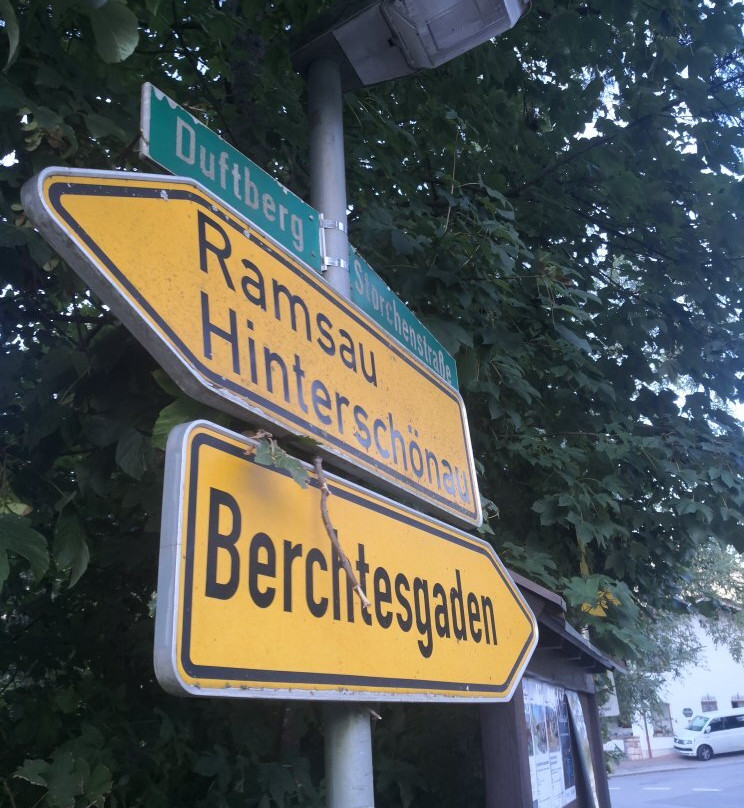 Duftberg
Storchenstraße
Ramsau
Hinterschönau
Berchtesgaden